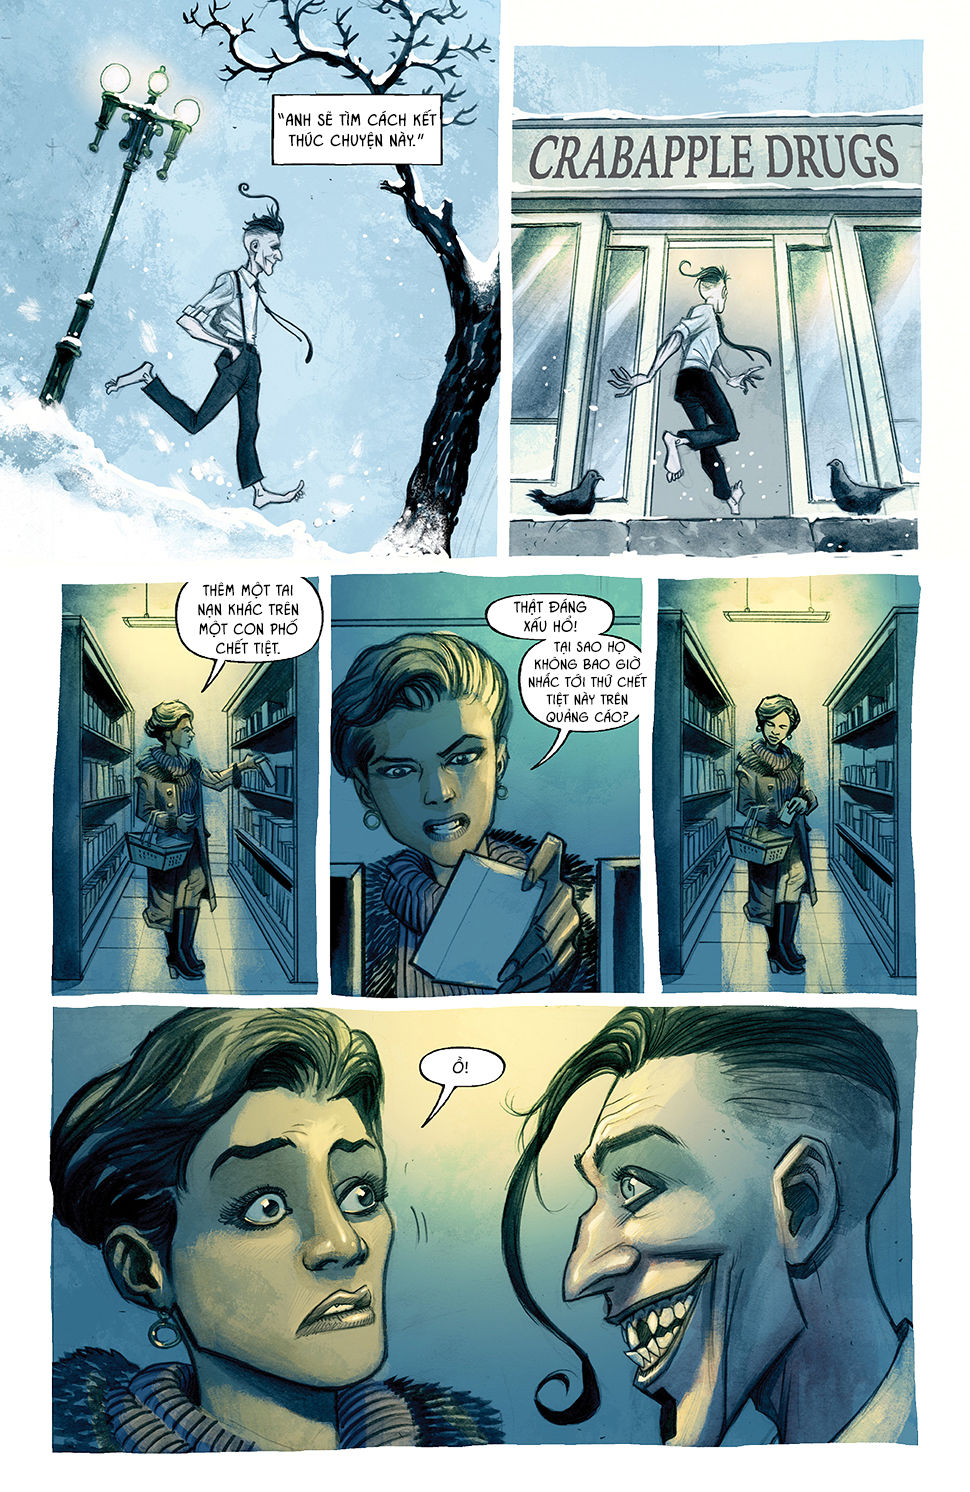 “ANH SẼ TÌM CÁCH KẾT
THÚC CHUYỆN NÀY.”
CRABAPPLE DRUGS
THÊM MỘT TAI
NẠN KHÁC TRÊN
MỘT CON PHỐ
CHẾT TIỆT.
THẬT ĐÁNG
XẤU HỔ!
TẠI SAO HỌ
KHÔNG BAO GIỜ
NHẮC TỚI THỨ CHẾT
TIỆT NÀY TRÊN
QUẢNG CÁO?
Ồ!